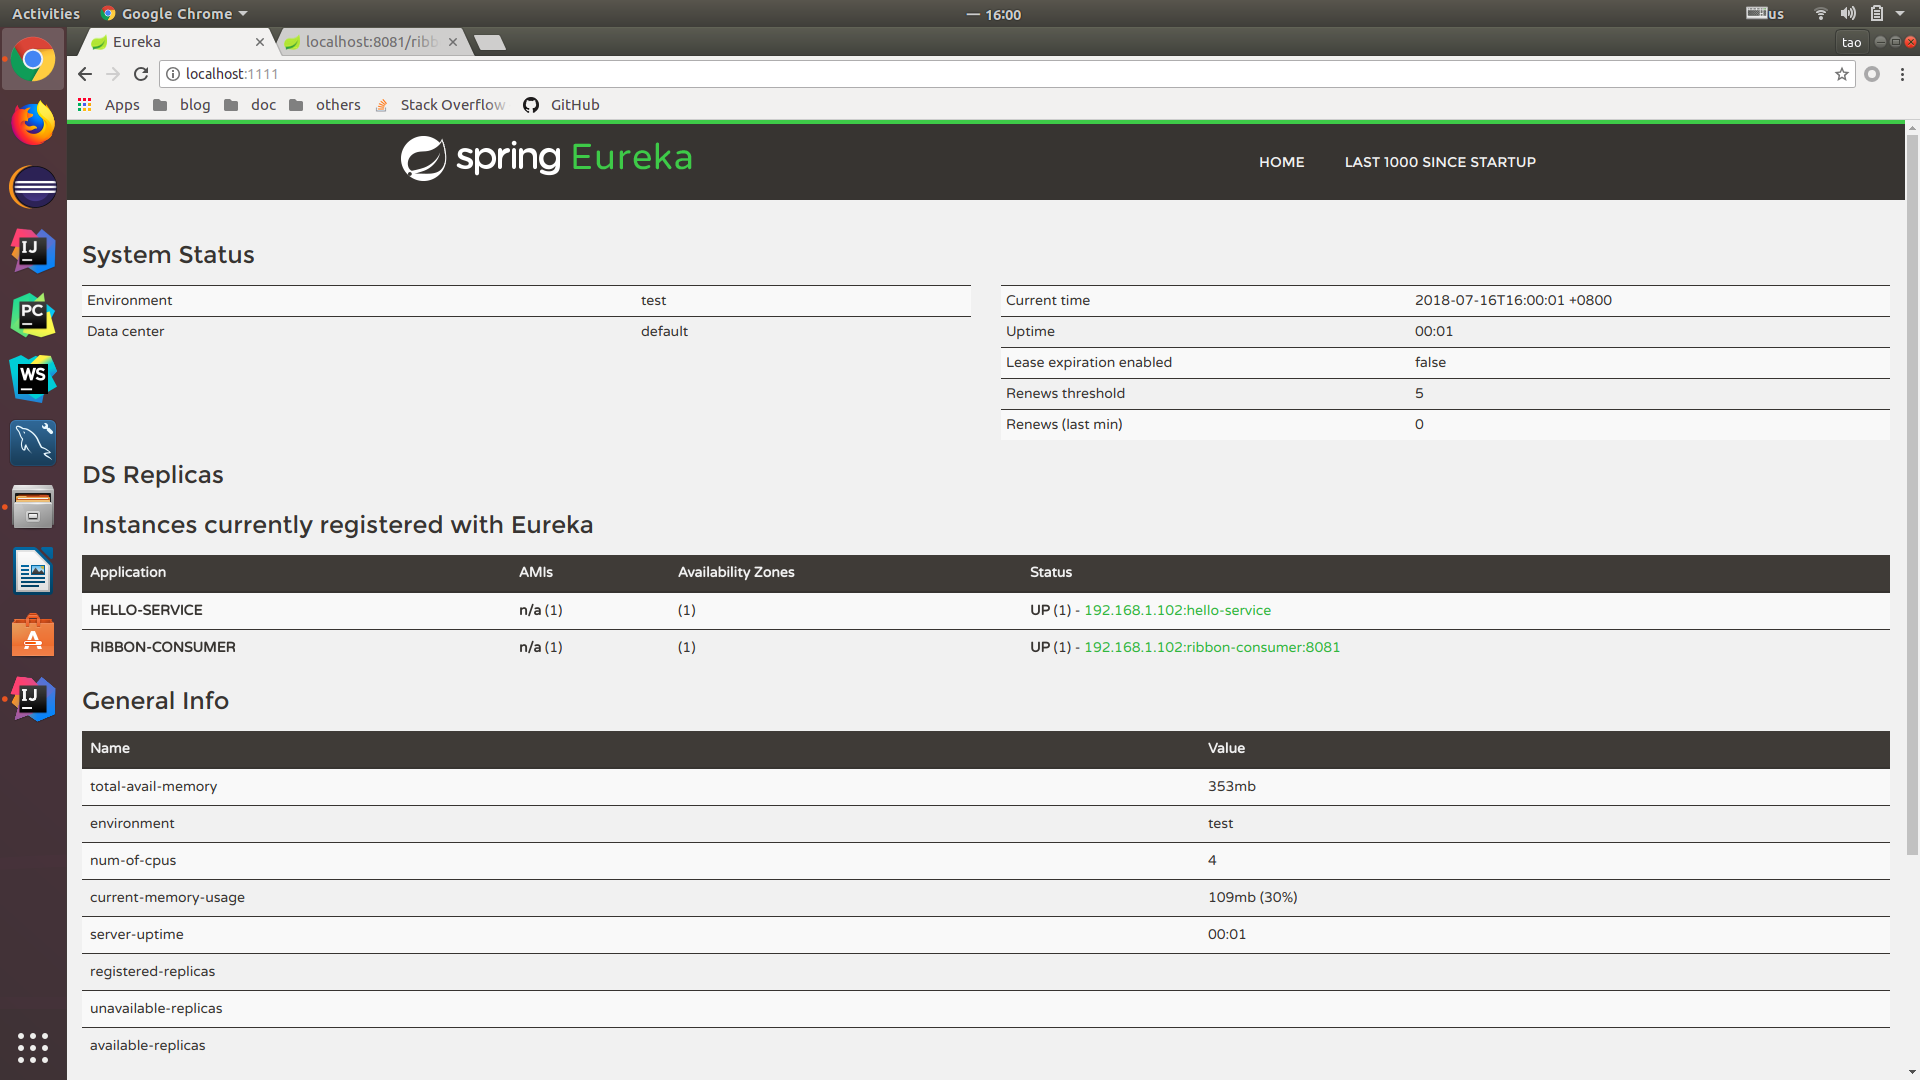 Activities Google Chrome 16:00 us
Eureka localhost:8081/ribb tao
localhost:1111
Apps blog doc others Stack Overflow GitHub
spring Eureka HOME LAST 1000 SINCE STARTUP
System Status
Environment test
Data center default
Current time 2018-07-16T16:00:01 +0800
Uptime 00:01
Lease expiration enabled false
Renews threshold 5
Renews (last min) 0
DS Replicas
Instances currently registered with Eureka
Application AMIs Availability Zones Status
HELLO-SERVICE n/a (1) (1) UP (1) - 192.168.1.102:hello-service
RIBBON-CONSUMER n/a (1) (1) UP (1) - 192.168.1.102:ribbon-consumer:8081
General Info
Name Value
total-avail-memory 353mb
environment test
num-of-cpus 4
current-memory-usage 109mb (30%)
server-uptime 00:01
registered-replicas
unavailable-replicas
available-replicas
IJ
PC
WS
IJ